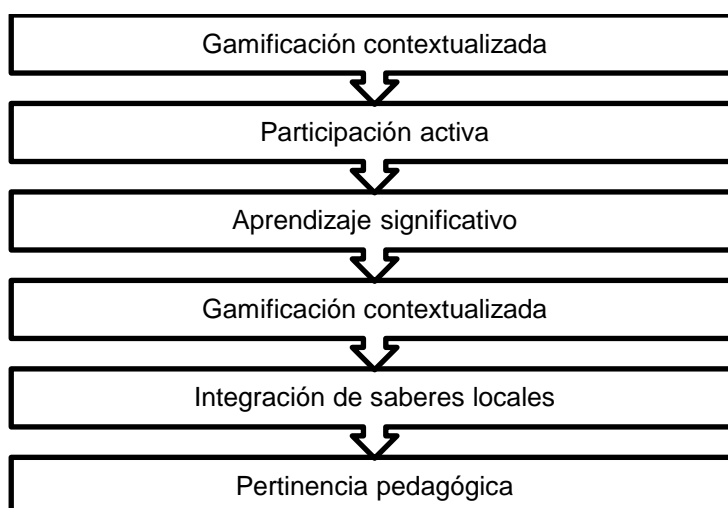 Gamificación contextualizada
Participación activa
Aprendizaje significativo
Gamificación contextualizada
Integración de saberes locales
Pertinencia pedagógica